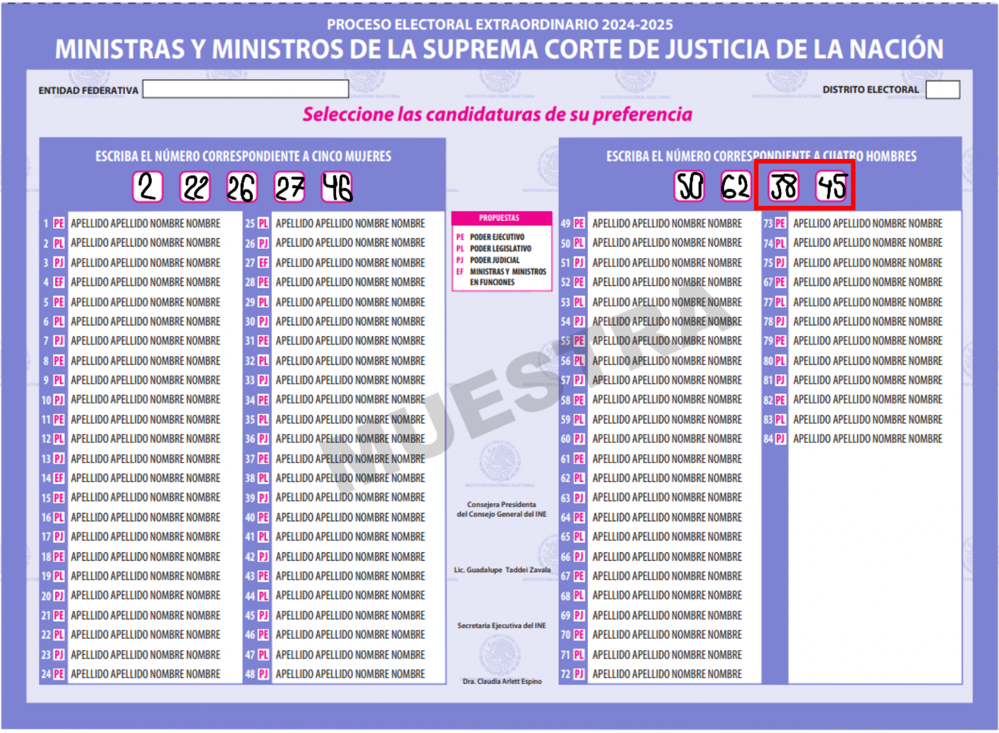 PROCESO ELECTORAL EXTRAORDINARIO 2024-2025
MINISTRAS Y MINISTROS DE LA SUPREMA CORTE DE JUSTICIA DE LA NACIÓN
ENTIDAD FEDERATIVA
DISTRITO ELECTORAL
Seleccione las candidaturas de su preferencia
ESCRIBA EL NÚMERO CORRESPONDIENTE A CINCO MUJERES
2 22 26 27 46
1 PE APELLIDO APELLIDO NOMBRE NOMBRE
2 PL APELLIDO APELLIDO NOMBRE NOMBRE
3 PJ APELLIDO APELLIDO NOMBRE NOMBRE
4 EF APELLIDO APELLIDO NOMBRE NOMBRE
5 PE APELLIDO APELLIDO NOMBRE NOMBRE
6 PL APELLIDO APELLIDO NOMBRE NOMBRE
7 PJ APELLIDO APELLIDO NOMBRE NOMBRE
8 PE APELLIDO APELLIDO NOMBRE NOMBRE
9 PL APELLIDO APELLIDO NOMBRE NOMBRE
10 PJ APELLIDO APELLIDO NOMBRE NOMBRE
11 PE APELLIDO APELLIDO NOMBRE NOMBRE
12 PL APELLIDO APELLIDO NOMBRE NOMBRE
13 PJ APELLIDO APELLIDO NOMBRE NOMBRE
14 EF APELLIDO APELLIDO NOMBRE NOMBRE
15 PE APELLIDO APELLIDO NOMBRE NOMBRE
16 PL APELLIDO APELLIDO NOMBRE NOMBRE
17 PJ APELLIDO APELLIDO NOMBRE NOMBRE
18 PE APELLIDO APELLIDO NOMBRE NOMBRE
19 PL APELLIDO APELLIDO NOMBRE NOMBRE
20 PJ APELLIDO APELLIDO NOMBRE NOMBRE
21 PE APELLIDO APELLIDO NOMBRE NOMBRE
22 PL APELLIDO APELLIDO NOMBRE NOMBRE
23 PJ APELLIDO APELLIDO NOMBRE NOMBRE
24 PE APELLIDO APELLIDO NOMBRE NOMBRE
25 PL APELLIDO APELLIDO NOMBRE NOMBRE
26 PJ APELLIDO APELLIDO NOMBRE NOMBRE
27 EF APELLIDO APELLIDO NOMBRE NOMBRE
28 PE APELLIDO APELLIDO NOMBRE NOMBRE
29 PL APELLIDO APELLIDO NOMBRE NOMBRE
30 PJ APELLIDO APELLIDO NOMBRE NOMBRE
31 PE APELLIDO APELLIDO NOMBRE NOMBRE
32 PL APELLIDO APELLIDO NOMBRE NOMBRE
33 PJ APELLIDO APELLIDO NOMBRE NOMBRE
34 PE APELLIDO APELLIDO NOMBRE NOMBRE
35 PL APELLIDO APELLIDO NOMBRE NOMBRE
36 PJ APELLIDO APELLIDO NOMBRE NOMBRE
37 PE APELLIDO APELLIDO NOMBRE NOMBRE
38 PL APELLIDO APELLIDO NOMBRE NOMBRE
39 PJ APELLIDO APELLIDO NOMBRE NOMBRE
40 PE APELLIDO APELLIDO NOMBRE NOMBRE
41 PL APELLIDO APELLIDO NOMBRE NOMBRE
42 PJ APELLIDO APELLIDO NOMBRE NOMBRE
43 PE APELLIDO APELLIDO NOMBRE NOMBRE
44 PL APELLIDO APELLIDO NOMBRE NOMBRE
45 PJ APELLIDO APELLIDO NOMBRE NOMBRE
46 PE APELLIDO APELLIDO NOMBRE NOMBRE
47 PL APELLIDO APELLIDO NOMBRE NOMBRE
48 PJ APELLIDO APELLIDO NOMBRE NOMBRE
PROPUESTAS
PE PODER EJECUTIVO
PL PODER LEGISLATIVO
PJ PODER JUDICIAL
EF MINISTRAS Y MINISTROS
EN FUNCIONES
MUESTRA
INSTITUTO NACIONAL ELECTORAL
Consejera Presidenta
del Consejo General del INE
Lic. Guadalupe Taddei Zavala
Secretaria Ejecutiva del INE
Dra. Claudia Arlett Espino
ESCRIBA EL NÚMERO CORRESPONDIENTE A CUATRO HOMBRES
50 62 38 45
49 PE APELLIDO APELLIDO NOMBRE NOMBRE
50 PL APELLIDO APELLIDO NOMBRE NOMBRE
51 PJ APELLIDO APELLIDO NOMBRE NOMBRE
52 PE APELLIDO APELLIDO NOMBRE NOMBRE
53 PL APELLIDO APELLIDO NOMBRE NOMBRE
54 PJ APELLIDO APELLIDO NOMBRE NOMBRE
55 PE APELLIDO APELLIDO NOMBRE NOMBRE
56 PL APELLIDO APELLIDO NOMBRE NOMBRE
57 PJ APELLIDO APELLIDO NOMBRE NOMBRE
58 PE APELLIDO APELLIDO NOMBRE NOMBRE
59 PL APELLIDO APELLIDO NOMBRE NOMBRE
60 PJ APELLIDO APELLIDO NOMBRE NOMBRE
61 PE APELLIDO APELLIDO NOMBRE NOMBRE
62 PL APELLIDO APELLIDO NOMBRE NOMBRE
63 PJ APELLIDO APELLIDO NOMBRE NOMBRE
64 PE APELLIDO APELLIDO NOMBRE NOMBRE
65 PL APELLIDO APELLIDO NOMBRE NOMBRE
66 PJ APELLIDO APELLIDO NOMBRE NOMBRE
67 PE APELLIDO APELLIDO NOMBRE NOMBRE
68 PL APELLIDO APELLIDO NOMBRE NOMBRE
69 PJ APELLIDO APELLIDO NOMBRE NOMBRE
70 PE APELLIDO APELLIDO NOMBRE NOMBRE
71 PL APELLIDO APELLIDO NOMBRE NOMBRE
72 PJ APELLIDO APELLIDO NOMBRE NOMBRE
73 PE APELLIDO APELLIDO NOMBRE NOMBRE
74 PL APELLIDO APELLIDO NOMBRE NOMBRE
75 PJ APELLIDO APELLIDO NOMBRE NOMBRE
67 PE APELLIDO APELLIDO NOMBRE NOMBRE
77 PL APELLIDO APELLIDO NOMBRE NOMBRE
78 PJ APELLIDO APELLIDO NOMBRE NOMBRE
79 PE APELLIDO APELLIDO NOMBRE NOMBRE
80 PL APELLIDO APELLIDO NOMBRE NOMBRE
81 PJ APELLIDO APELLIDO NOMBRE NOMBRE
82 PE APELLIDO APELLIDO NOMBRE NOMBRE
83 PL APELLIDO APELLIDO NOMBRE NOMBRE
84 PJ APELLIDO APELLIDO NOMBRE NOMBRE